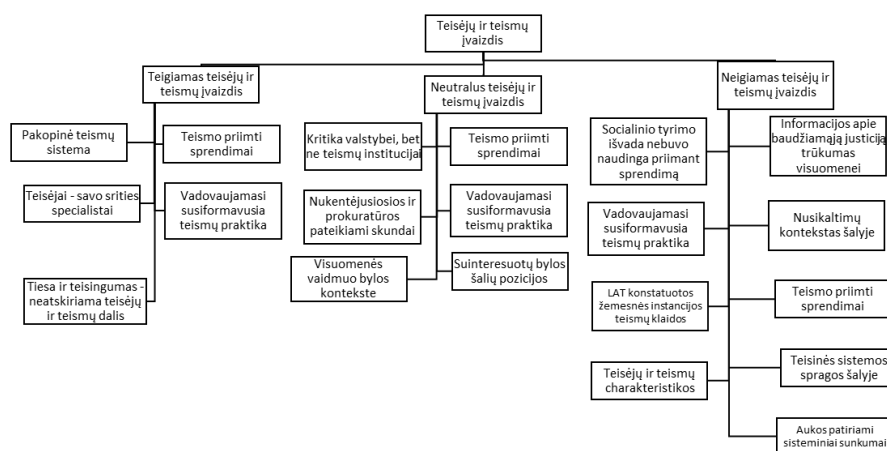 Teisėjų ir teismų
įvaizdis
Teigiamas teisėjų ir
teismų įvaizdis
Pakopinė teismų
sistema
Teismo priimti
sprendimai
Teisėjai - savo srities
specialistai
Vadovaujamasi
susiformavusia
teismų praktika
Tiesa ir teisingumas -
neatskiriama teisėjų
ir teismų dalis
Neutralus teisėjų ir
teismų įvaizdis
Kritika valstybei, bet
ne teismų institucijai
Teismo priimti
sprendimai
Nukentėjusiosios ir
prokuratūros
pateikiami skundai
Vadovaujamasi
susiformavusia
teismų praktika
Visuomenės
vaidmuo bylos
kontekste
Suinteresuotų bylos
šalių pozicijos
Neigiamas teisėjų ir
teismų įvaizdis
Socialinio tyrimo
išvada nebuvo
naudinga priimant
sprendimą
Informacijos apie
baudžiamąją justiciją
trūkumas
visuomenei
Vadovaujamasi
susiformavusia
teismų praktika
Nusikaltimų
kontekstas šalyje
LAT konstatuotos
žemesnės instancijos
teismų klaidos
Teismo priimti
sprendimai
Teisėjų ir teismų
charakteristikos
Teisinės sistemos
spragos šalyje
Aukos patiriami
sisteminiai sunkumai